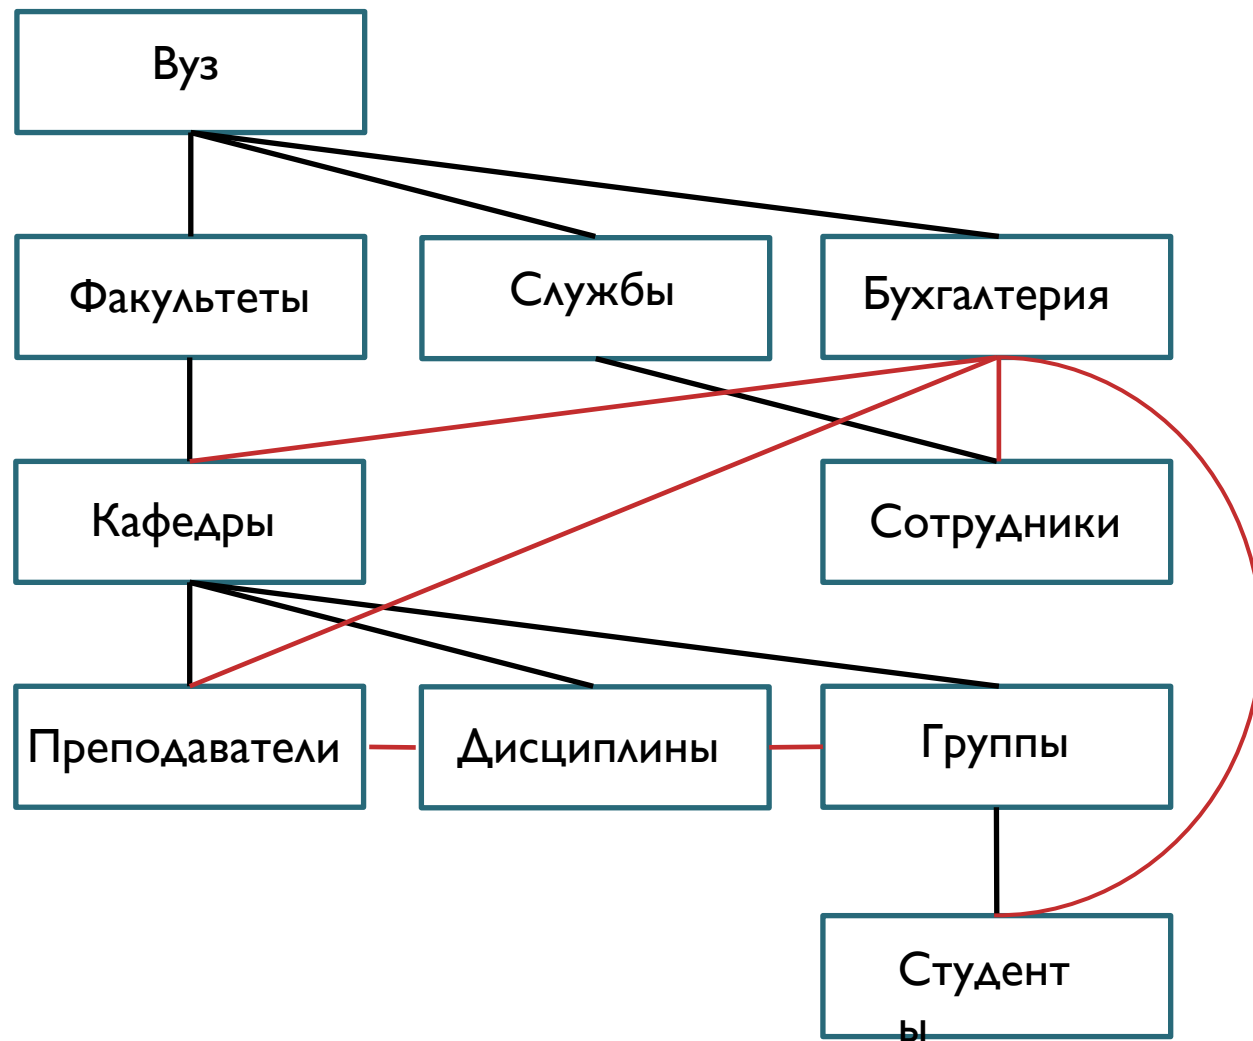 Вуз
Факультеты
Службы
Бухгалтерия
Кафедры
Сотрудники
Преподаватели
Дисциплины
Группы
Студент
ы